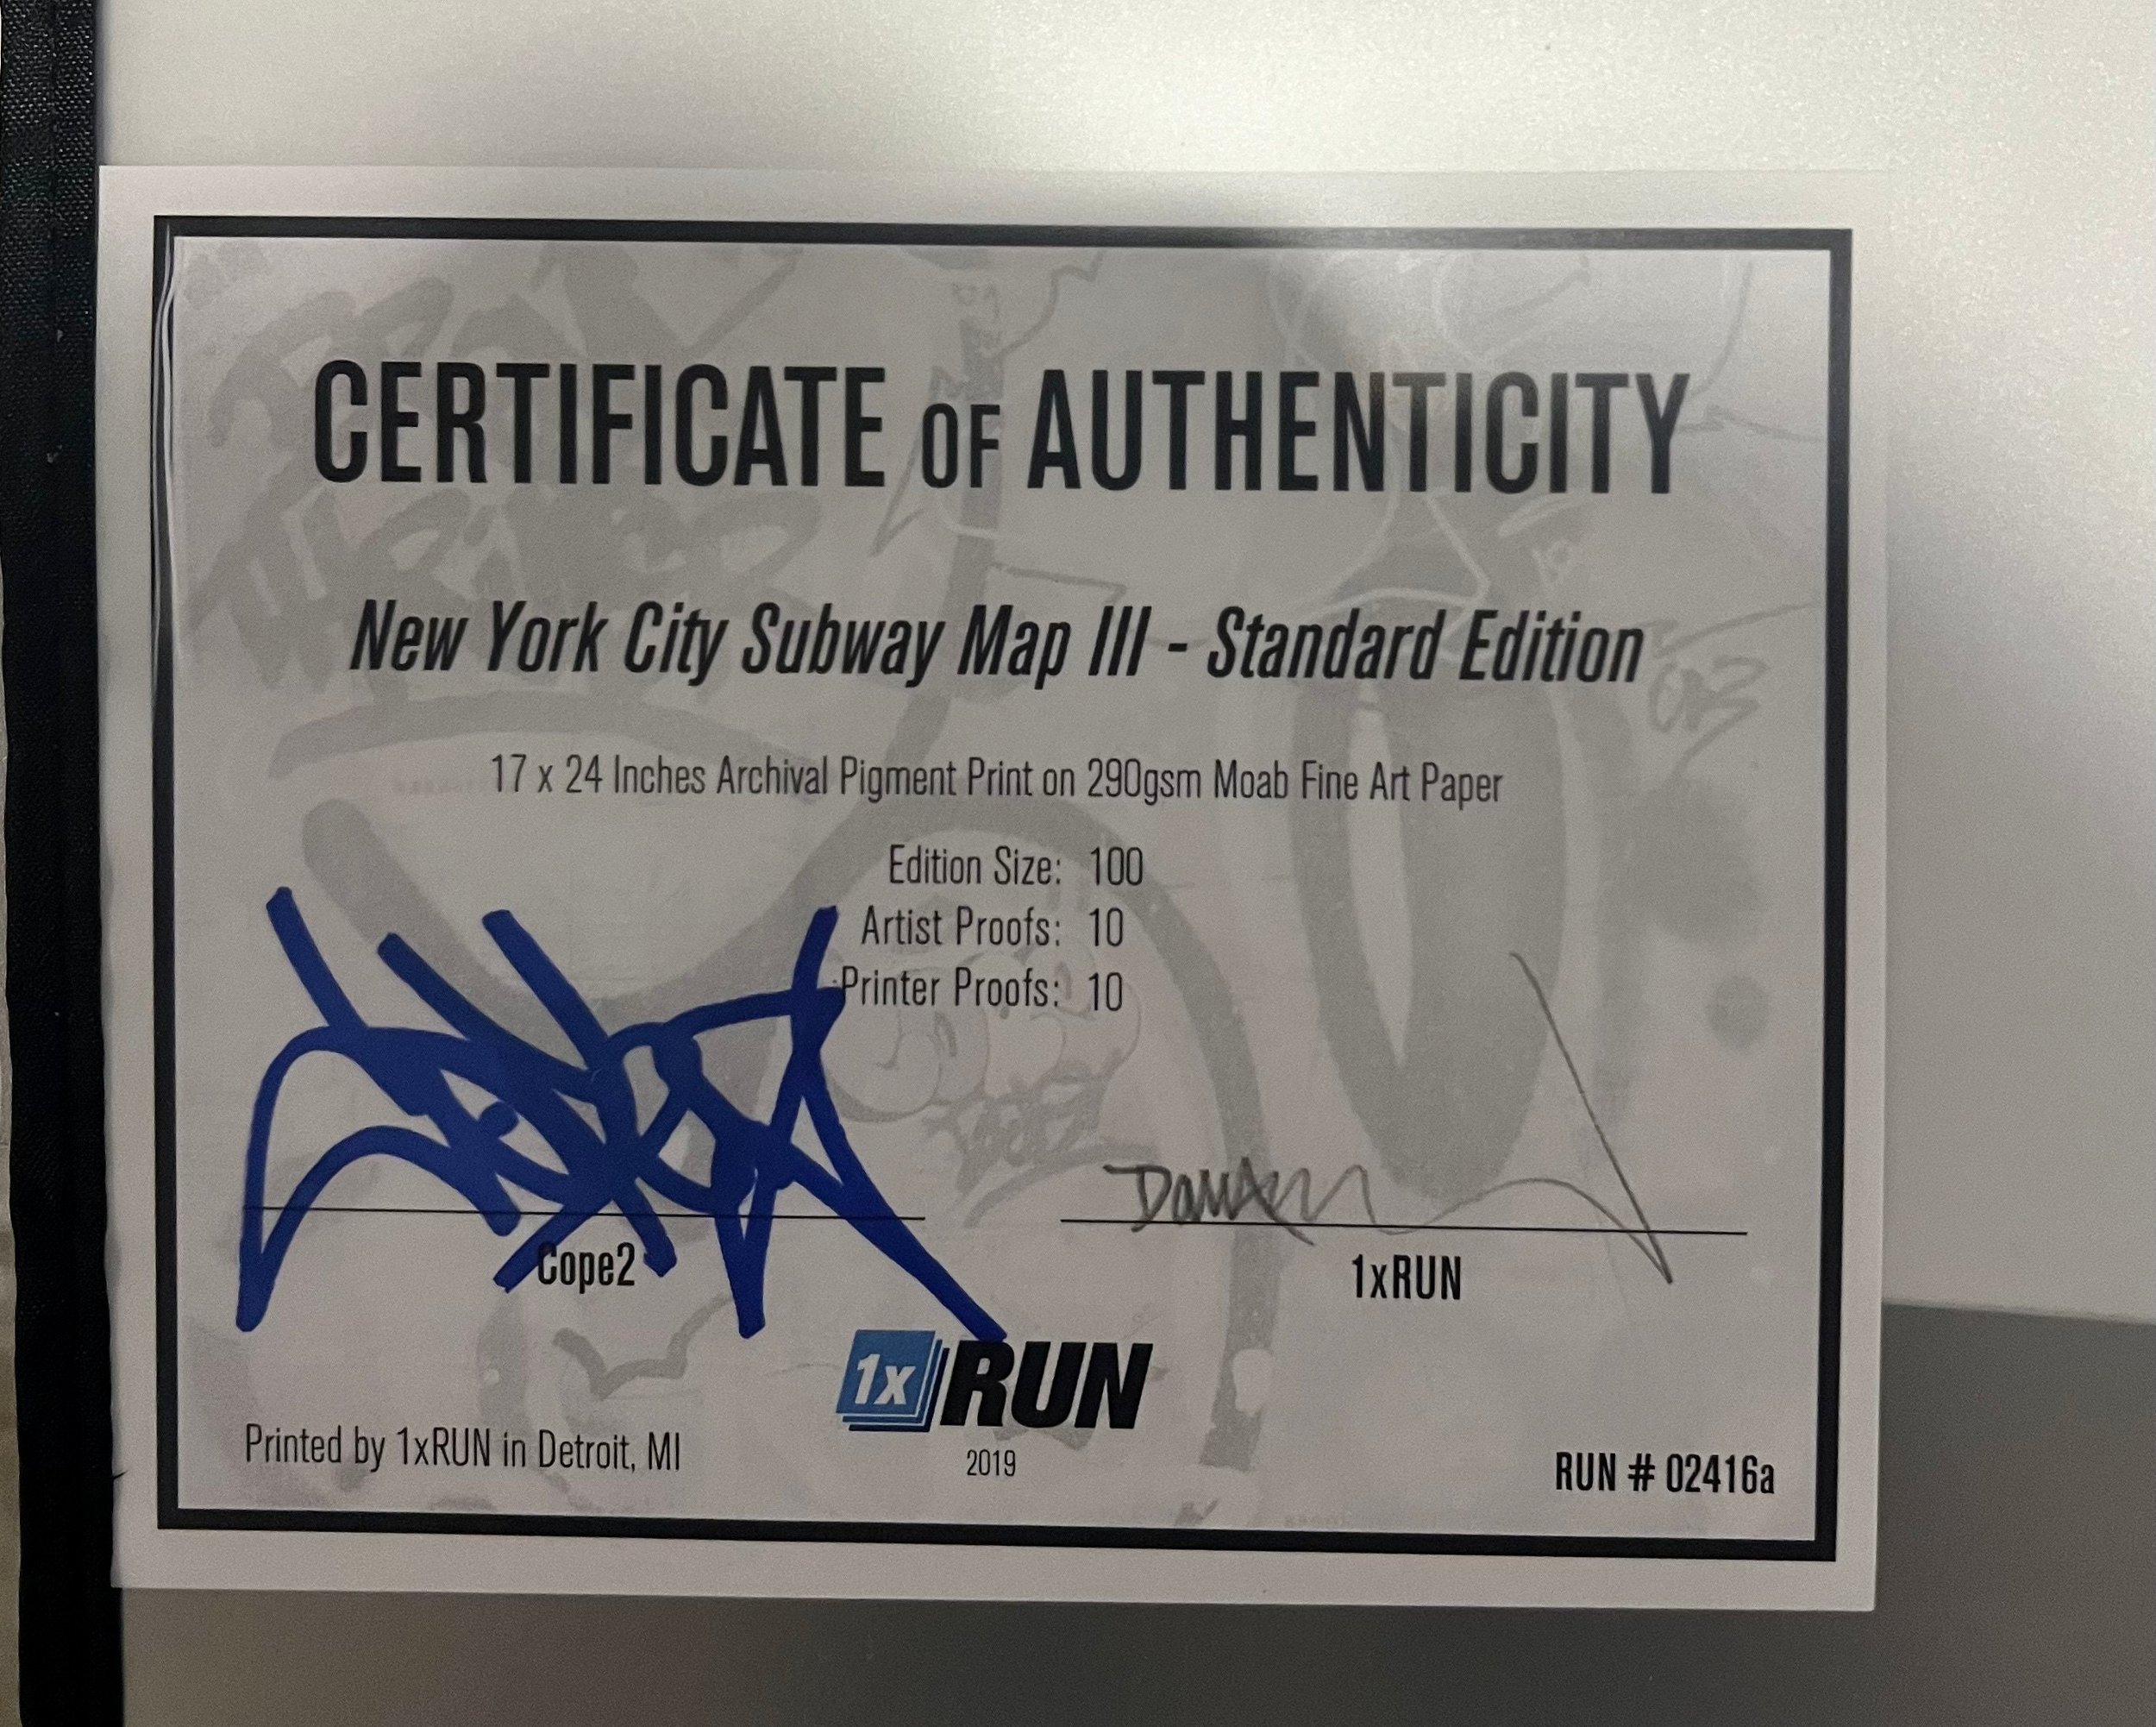 CERTIFICATE OF AUTHENTICITY
New York City Subway Map III - Standard Edition
17 x 24 Inches Archival Pigment Print on 290gsm Moab Fine Art Paper
Edition Size: 100
Artist Proofs: 10
Printer Proofs: 10
Cope2
1xRUN
1x RUN
2019
Printed by 1xRUN in Detroit, MI
RUN # 02416a